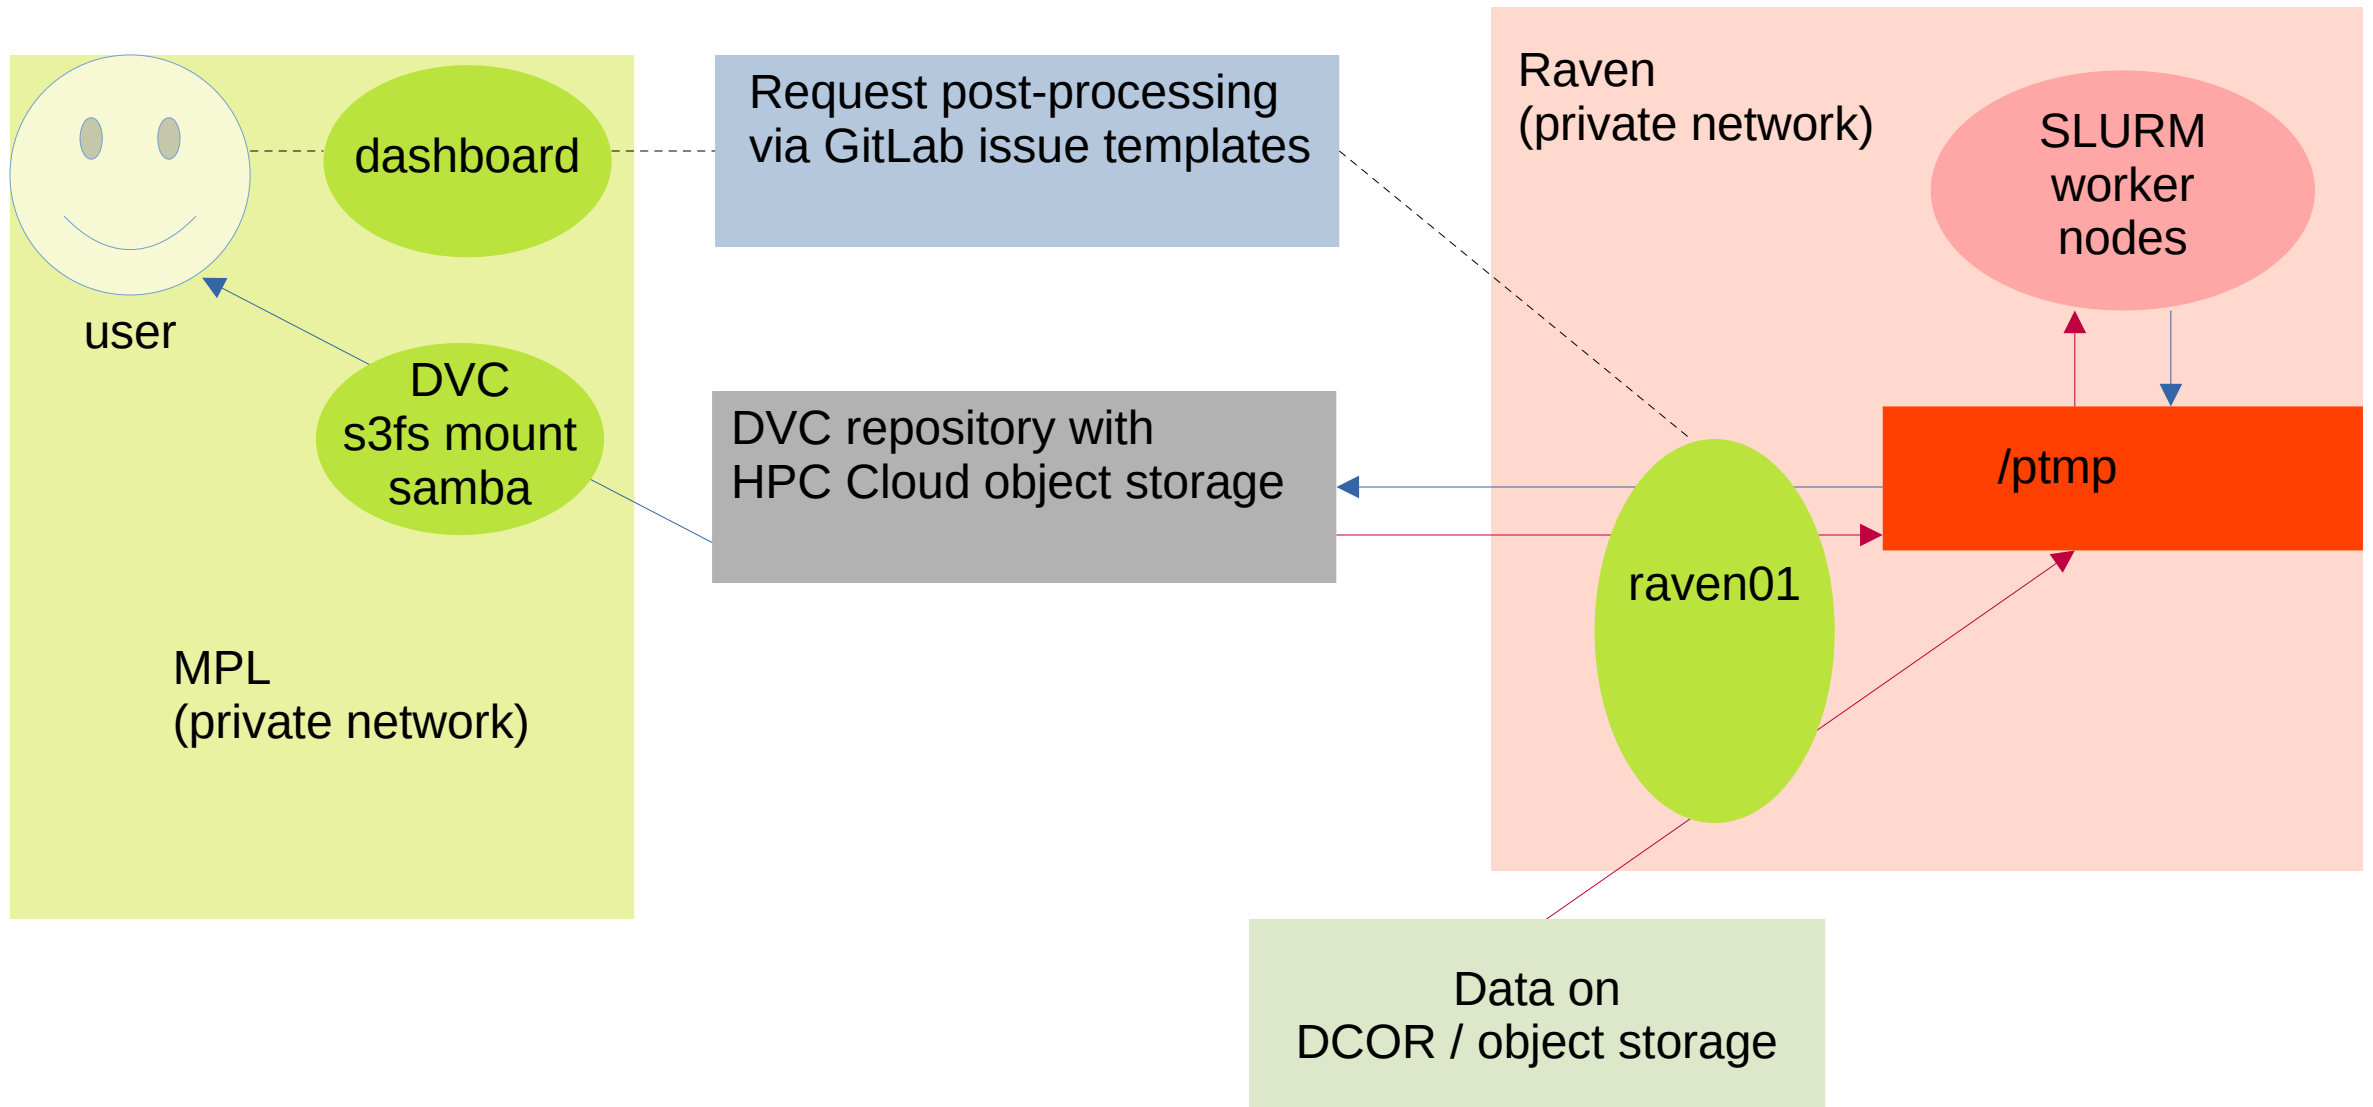 user
dashboard
DVC
s3fs mount
samba
MPL
(private network)
Request post-processing
via GitLab issue templates
DVC repository with
HPC Cloud object storage
Raven
(private network)
SLURM
worker
nodes
/ptmp
raven01
Data on
DCOR / object storage